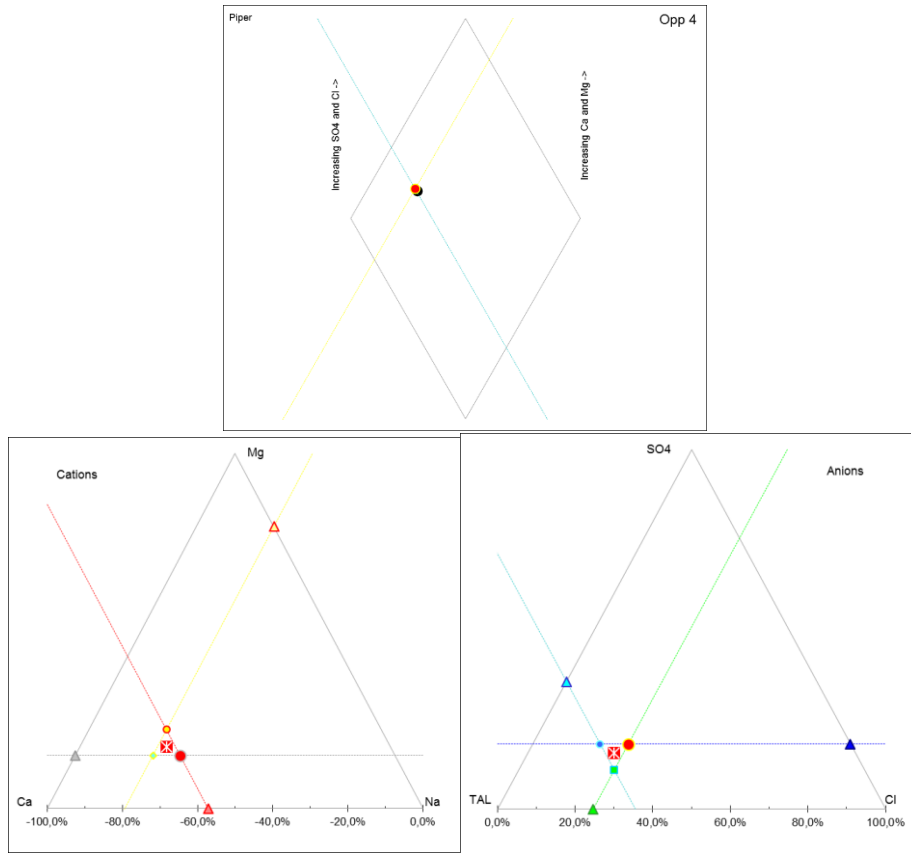 Piper
Opp 4
Increasing SO4 and Cl ->
Increasing Ca and Mg ->
Cations
Mg
Ca
Na
-100,0%
-80,0%
-60,0%
-40,0%
-20,0%
0,0%
SO4
Anions
TAL
Cl
0,0%
20,0%
40,0%
60,0%
80,0%
100,0%